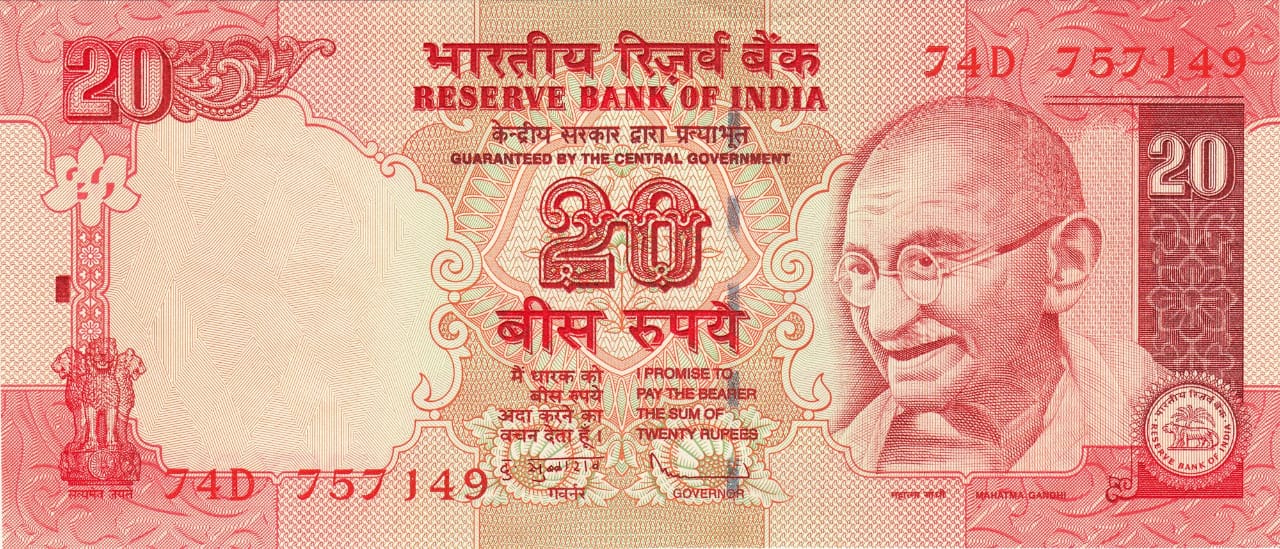 20
भारतीय रिज़र्व बैंक
74D 757149
RESERVE BANK OF INDIA
केन्द्रीय सरकार द्वारा प्रत्याभूत
GUARANTEED BY THE CENTRAL GOVERNMENT
20
20
बीस रुपये
मैं धारक को
बीस रुपये
अदा करने का
वचन देता हूं।
I PROMISE TO
PAY THE BEARER
THE SUM OF
TWENTY RUPEES
गवर्नर
GOVERNOR
सत्यमेव जयते
74D 757149
महात्मा गांधी
MAHATMA GANDHI
भारतीय रिज़र्व बैंक
RESERVE BANK OF INDIA